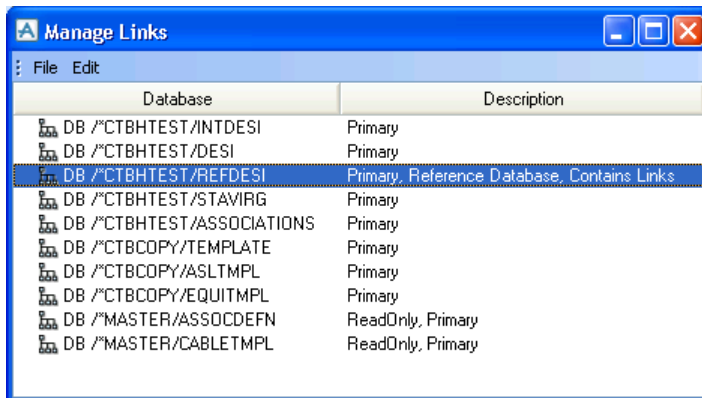 Manage Links
File Edit
Database Description
DB /*CTBHTEST/INTDESI Primary
DB /*CTBHTEST/DESI Primary
DB /*CTBHTEST/REFDESI Primary, Reference Database, Contains Links
DB /*CTBHTEST/STAVIRG Primary
DB /*CTBHTEST/ASSOCIATIONS Primary
DB /*CTBCOPY/TEMPLATE Primary
DB /*CTBCOPY/ASLTMPL Primary
DB /*CTBCOPY/EQUITMPL Primary
DB /*MASTER/ASSOCDEFN ReadOnly, Primary
DB /*MASTER/CABLETMPL ReadOnly, Primary